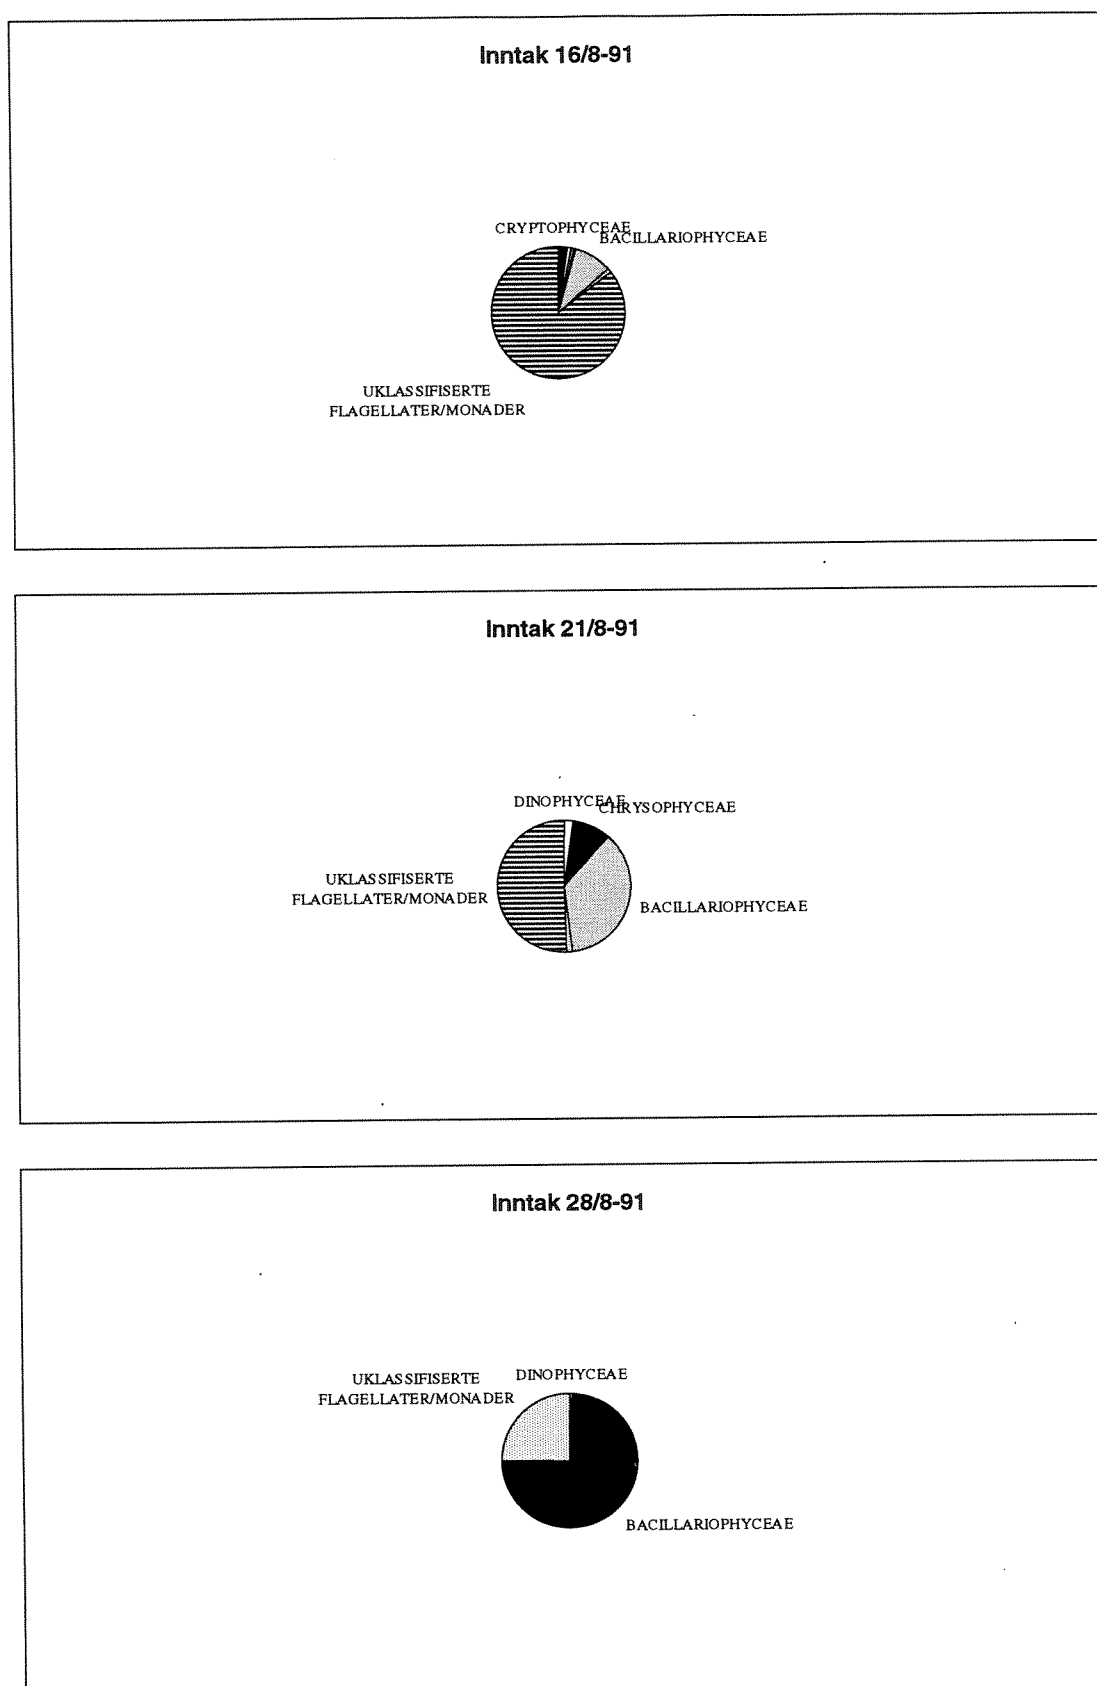 Inntak 16/8-91
CRYPTOPHYCEAE
BACILLARIOPHYCEAE
UKLASSIFISERTE
FLAGELLATER/MONADER
Inntak 21/8-91
DINOPHYCEAE
CHRYSOPHYCEAE
UKLASSIFISERTE
FLAGELLATER/MONADER
BACILLARIOPHYCEAE
Inntak 28/8-91
UKLASSIFISERTE
FLAGELLATER/MONADER
DINOPHYCEAE
BACILLARIOPHYCEAE